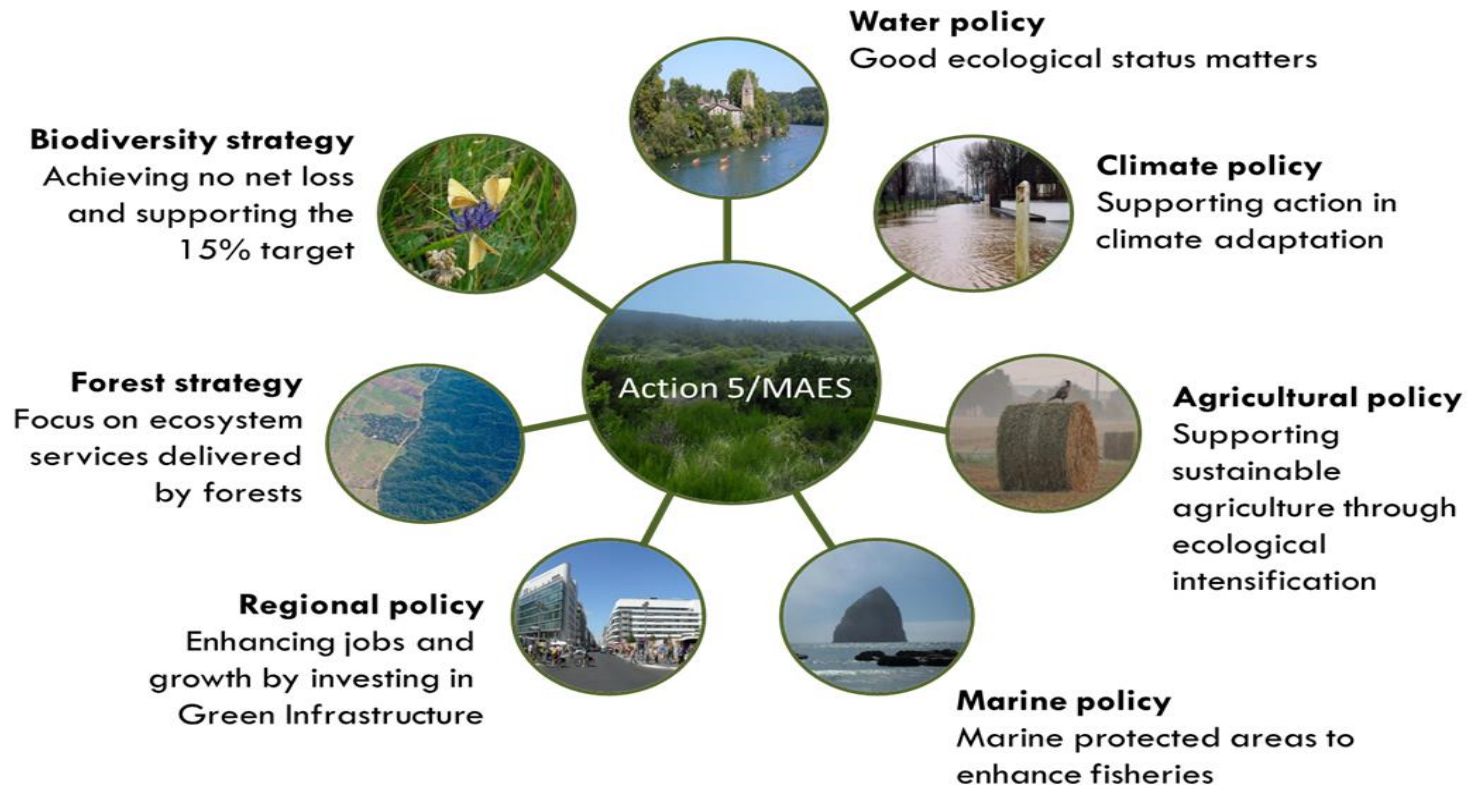 Water policy
Good ecological status matters
Biodiversity strategy
Achieving no net loss
and supporting the
15% target
Climate policy
Supporting action in
climate adaptation
Action 5/MAES
Forest strategy
Focus on ecosystem
services delivered
by forests
Agricultural policy
Supporting
sustainable
agriculture through
ecological
intensification
Regional policy
Enhancing jobs and
growth by investing in
Green Infrastructure
Marine policy
Marine protected areas to
enhance fisheries